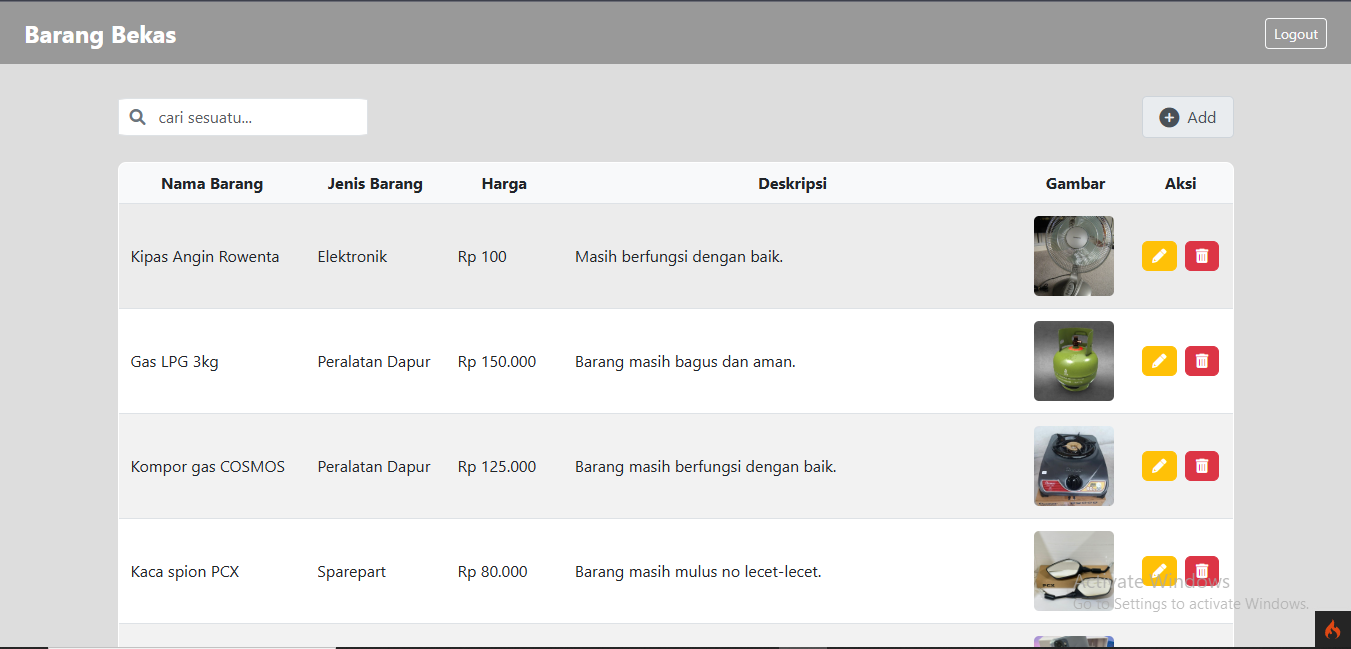 Barang Bekas
Logout
cari sesuatu...
Add
Nama Barang Jenis Barang Harga Deskripsi Gambar Aksi
Kipas Angin Rowenta Elektronik Rp 100 Masih berfungsi dengan baik.
Gas LPG 3kg Peralatan Dapur Rp 150.000 Barang masih bagus dan aman.
Kompor gas COSMOS Peralatan Dapur Rp 125.000 Barang masih berfungsi dengan baik.
Kaca spion PCX Sparepart Rp 80.000 Barang masih mulus no lecet-lecet.
Activate Windows
Go to Settings to activate Windows.